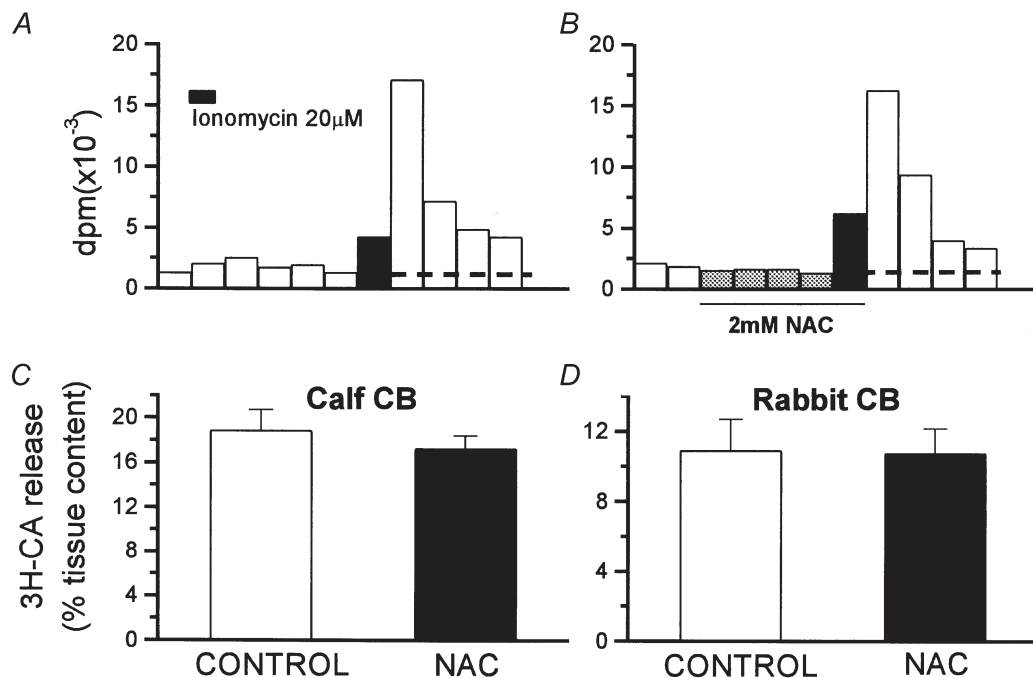 A
B
20
15
10
5
0
dpm(x10-3)
Ionomycin 20µM
20
15
10
5
0
2mM NAC
C
D
Calf CB
Rabbit CB
3H-CA release
(% tissue content)
20
16
12
8
4
0
CONTROL
NAC
12
8
4
0
CONTROL
NAC